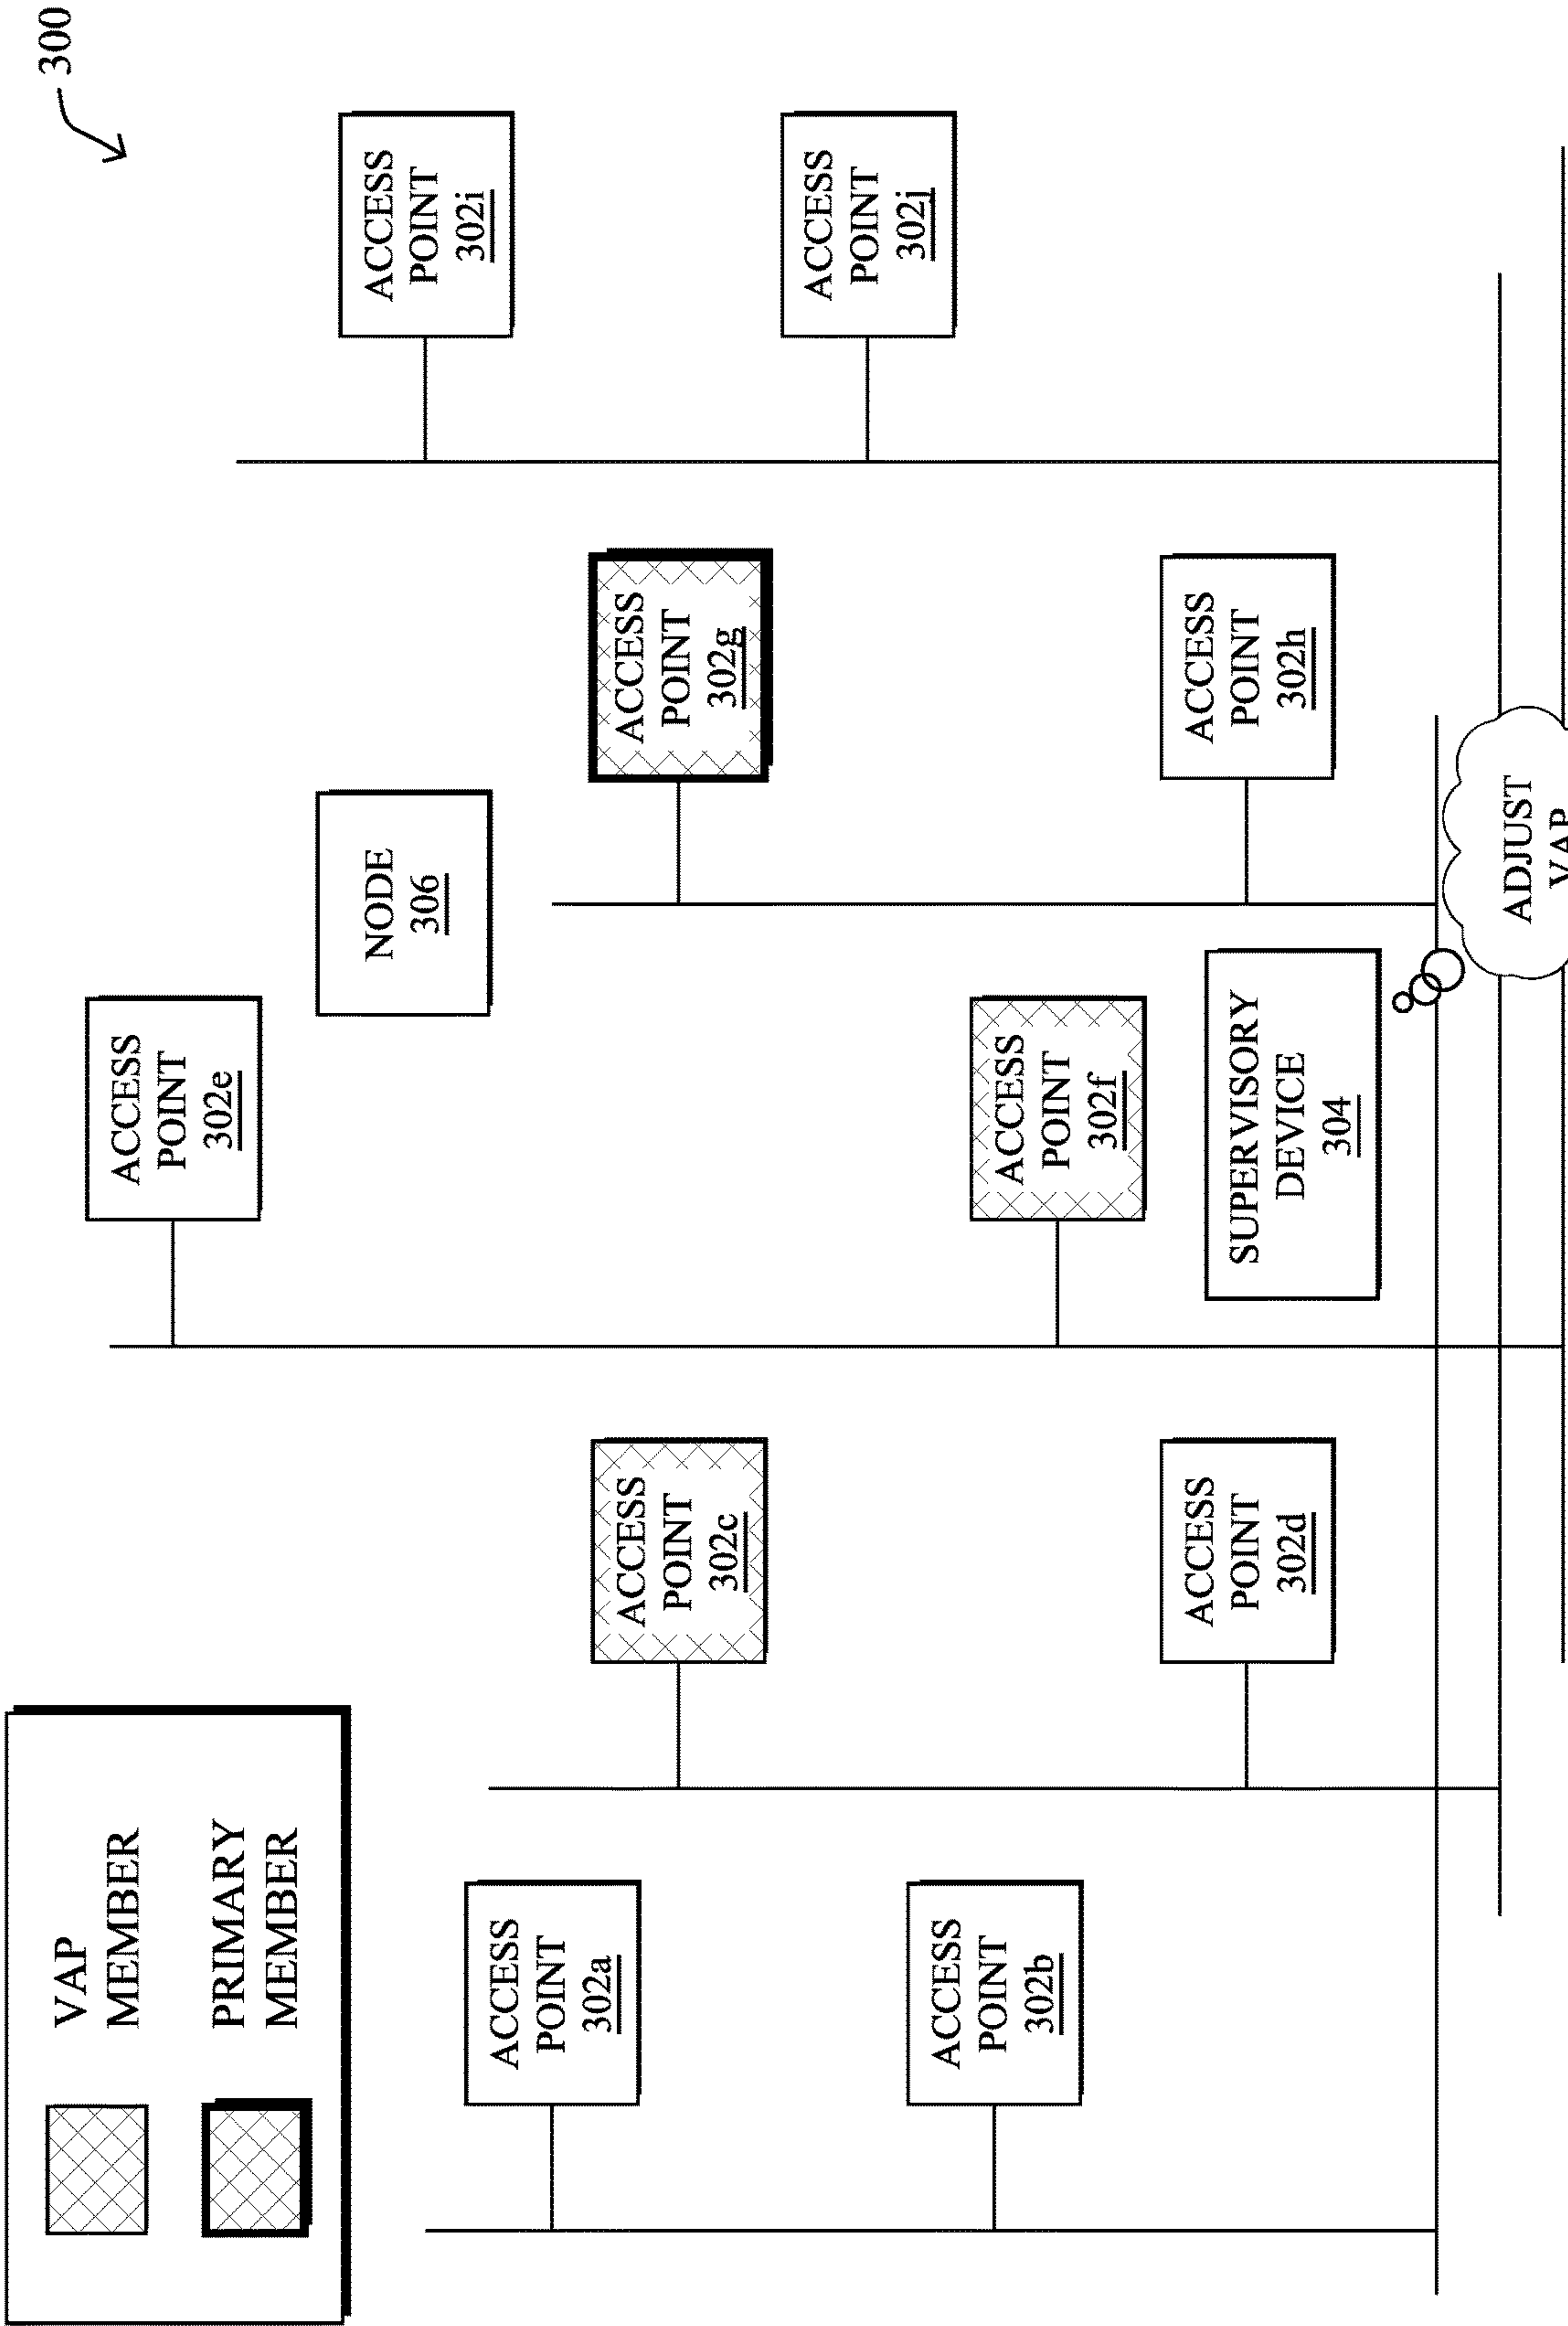 VAP
MEMBER
PRIMARY
MEMBER
300
ACCESS
POINT
302e
NODE
306
ACCESS
POINT
302i
ACCESS
POINT
302a
ACCESS
POINT
302c
ACCESS
POINT
302g
ACCESS
POINT
302j
ACCESS
POINT
302b
ACCESS
POINT
302f
ACCESS
POINT
302d
ACCESS
POINT
302h
SUPERVISORY
DEVICE
304
ADJUST
VAP